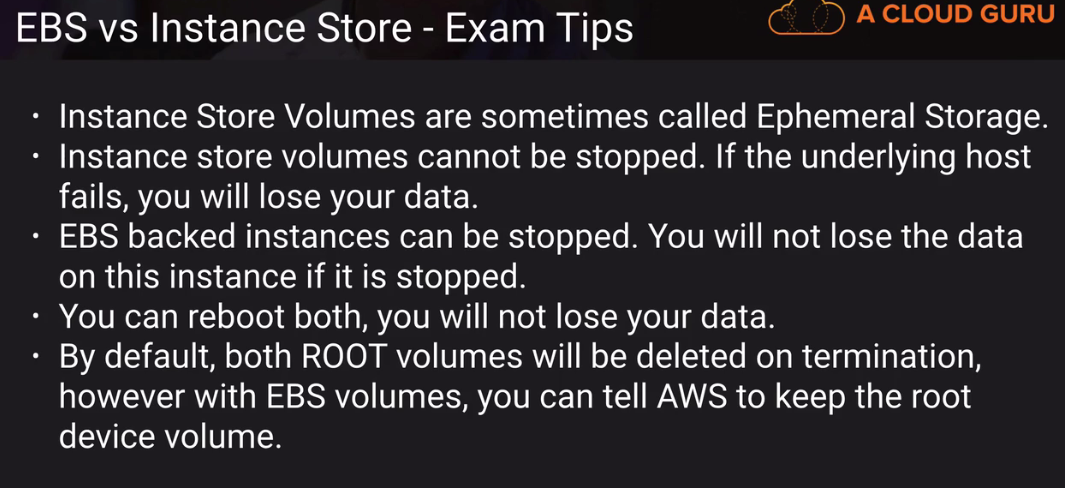 EBS vs Instance Store - Exam Tips
A CLOUD GURU
• Instance Store Volumes are sometimes called Ephemeral Storage.
• Instance store volumes cannot be stopped. If the underlying host
fails, you will lose your data.
• EBS backed instances can be stopped. You will not lose the data
on this instance if it is stopped.
• You can reboot both, you will not lose your data.
• By default, both ROOT volumes will be deleted on termination,
however with EBS volumes, you can tell AWS to keep the root
device volume.